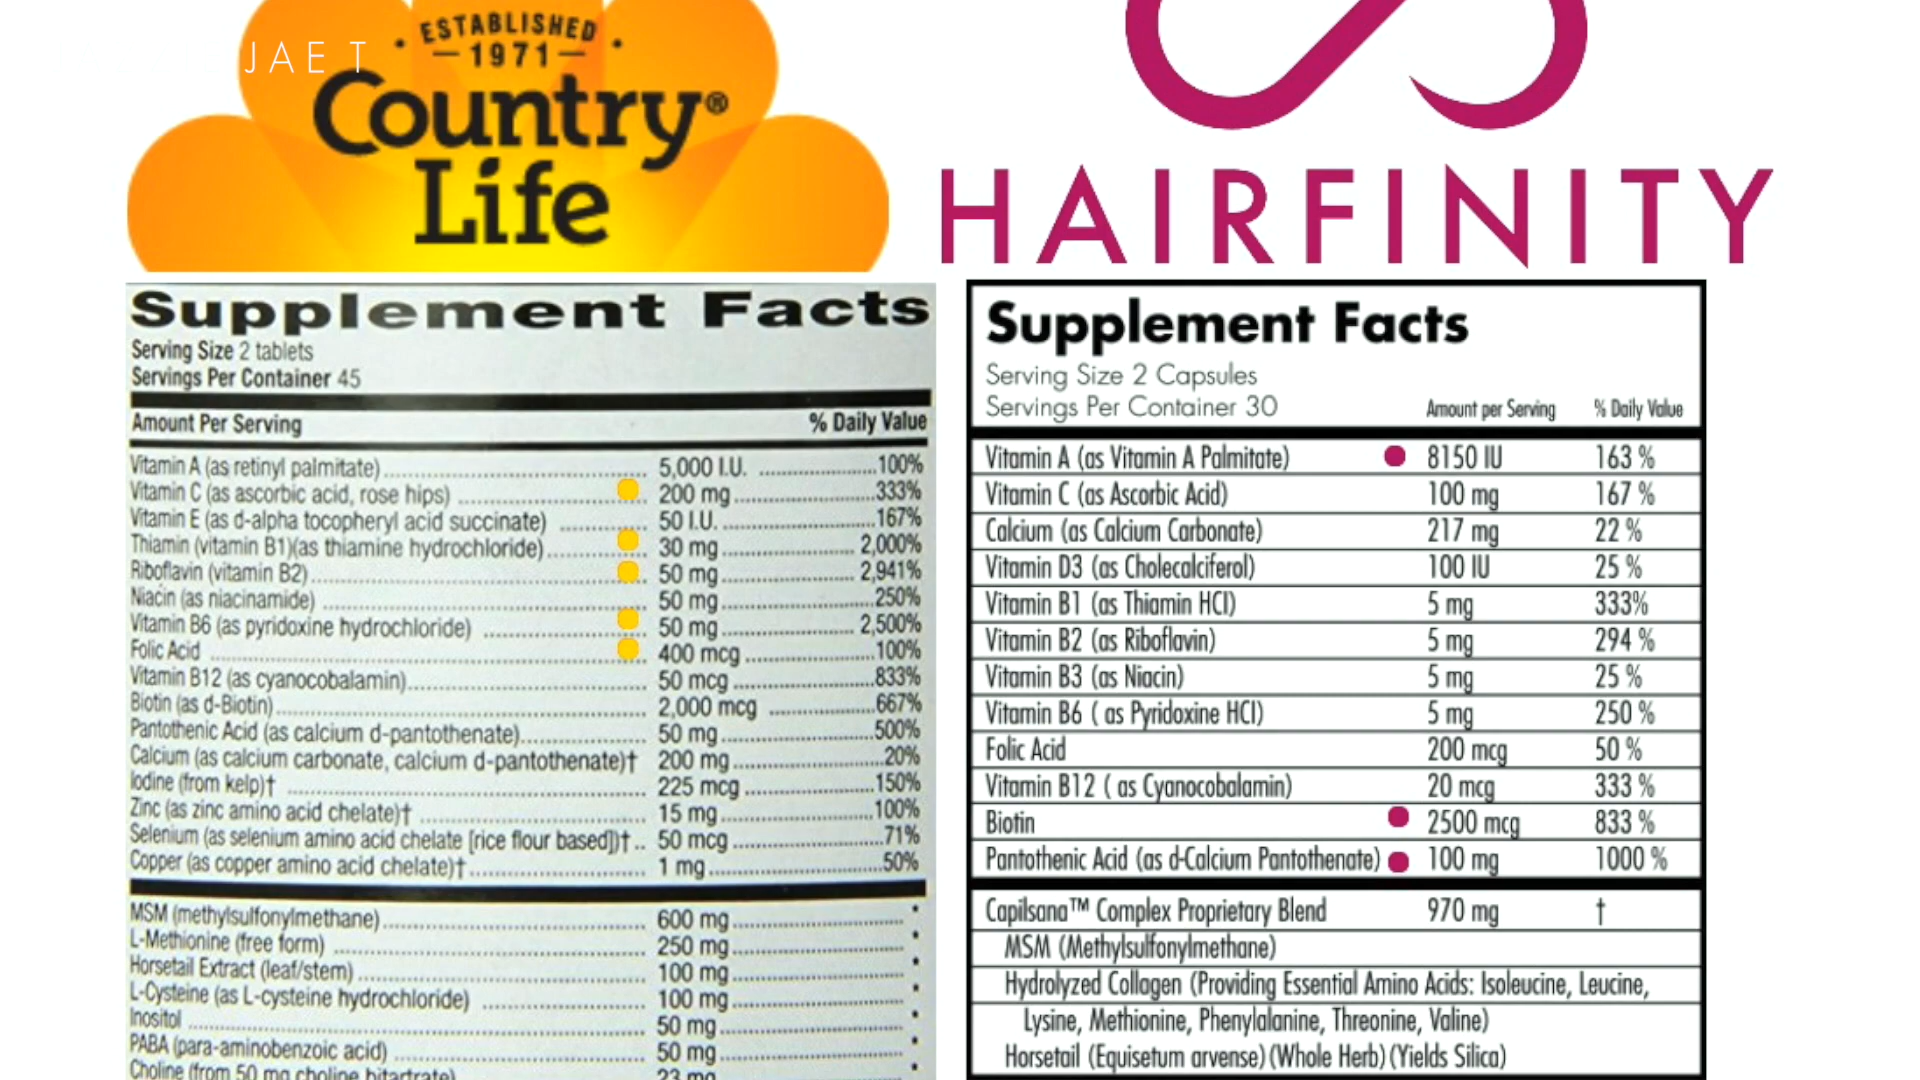 JAE T
ESTABLISHED
1971
Country®
Life
Supplement Facts
Serving Size 2 tablets
Servings Per Container 45
Amount Per Serving % Daily Value
Vitamin A (as retinyl palmitate) 5,000 I.U. 100%
Vitamin C (as ascorbic acid, rose hips) 200 mg 333%
Vitamin E (as d-alpha tocopheryl acid succinate) 50 I.U. 167%
Thiamin (vitamin B1)(as thiamine hydrochloride) 30 mg 2,000%
Riboflavin (vitamin B2) 50 mg 2,941%
Niacin (as niacinamide) 50 mg 250%
Vitamin B6 (as pyridoxine hydrochloride) 50 mg 2,500%
Folic Acid 400 mcg 100%
Vitamin B12 (as cyanocobalamin) 50 mcg 833%
Biotin (as d-Biotin) 2,000 mcg 667%
Pantothenic Acid (as calcium d-pantothenate) 50 mg 500%
Calcium (as calcium carbonate, calcium d-pantothenate)† 200 mg 20%
Iodine (from kelp)† 225 mcg 150%
Zinc (as zinc amino acid chelate)† 15 mg 100%
Selenium (as selenium amino acid chelate [rice flour based])† 50 mcg 71%
Copper (as copper amino acid chelate)† 1 mg 50%
MSM (methylsulfonylmethane) 600 mg *
L-Methionine (free form) 250 mg *
Horsetail Extract (leaf/stem) 100 mg *
L-Cysteine (as L-cysteine hydrochloride) 100 mg *
Inositol 50 mg *
PABA (para-aminobenzoic acid) 50 mg *
Choline (from 50 mg choline bitartrate) 23 mg *
HAIRFINITY
Supplement Facts
Serving Size 2 Capsules
Servings Per Container 30 Amount per Serving % Daily Value
Vitamin A (as Vitamin A Palmitate) 8150 IU 163 %
Vitamin C (as Ascorbic Acid) 100 mg 167 %
Calcium (as Calcium Carbonate) 217 mg 22 %
Vitamin D3 (as Cholecalciferol) 100 IU 25 %
Vitamin B1 (as Thiamin HCl) 5 mg 333%
Vitamin B2 (as Riboflavin) 5 mg 294 %
Vitamin B3 (as Niacin) 5 mg 25 %
Vitamin B6 ( as Pyridoxine HCl) 5 mg 250 %
Folic Acid 200 mcg 50 %
Vitamin B12 ( as Cyanocobalamin) 20 mcg 333 %
Biotin 2500 mcg 833 %
Pantothenic Acid (as d-Calcium Pantothenate) 100 mg 1000 %
Capilsana™ Complex Proprietary Blend 970 mg †
MSM (Methylsulfonylmethane)
Hydrolyzed Collagen (Providing Essential Amino Acids: Isoleucine, Leucine,
Lysine, Methionine, Phenylalanine, Threonine, Valine)
Horsetail (Equisetum arvense) (Whole Herb) (Yields Silica)